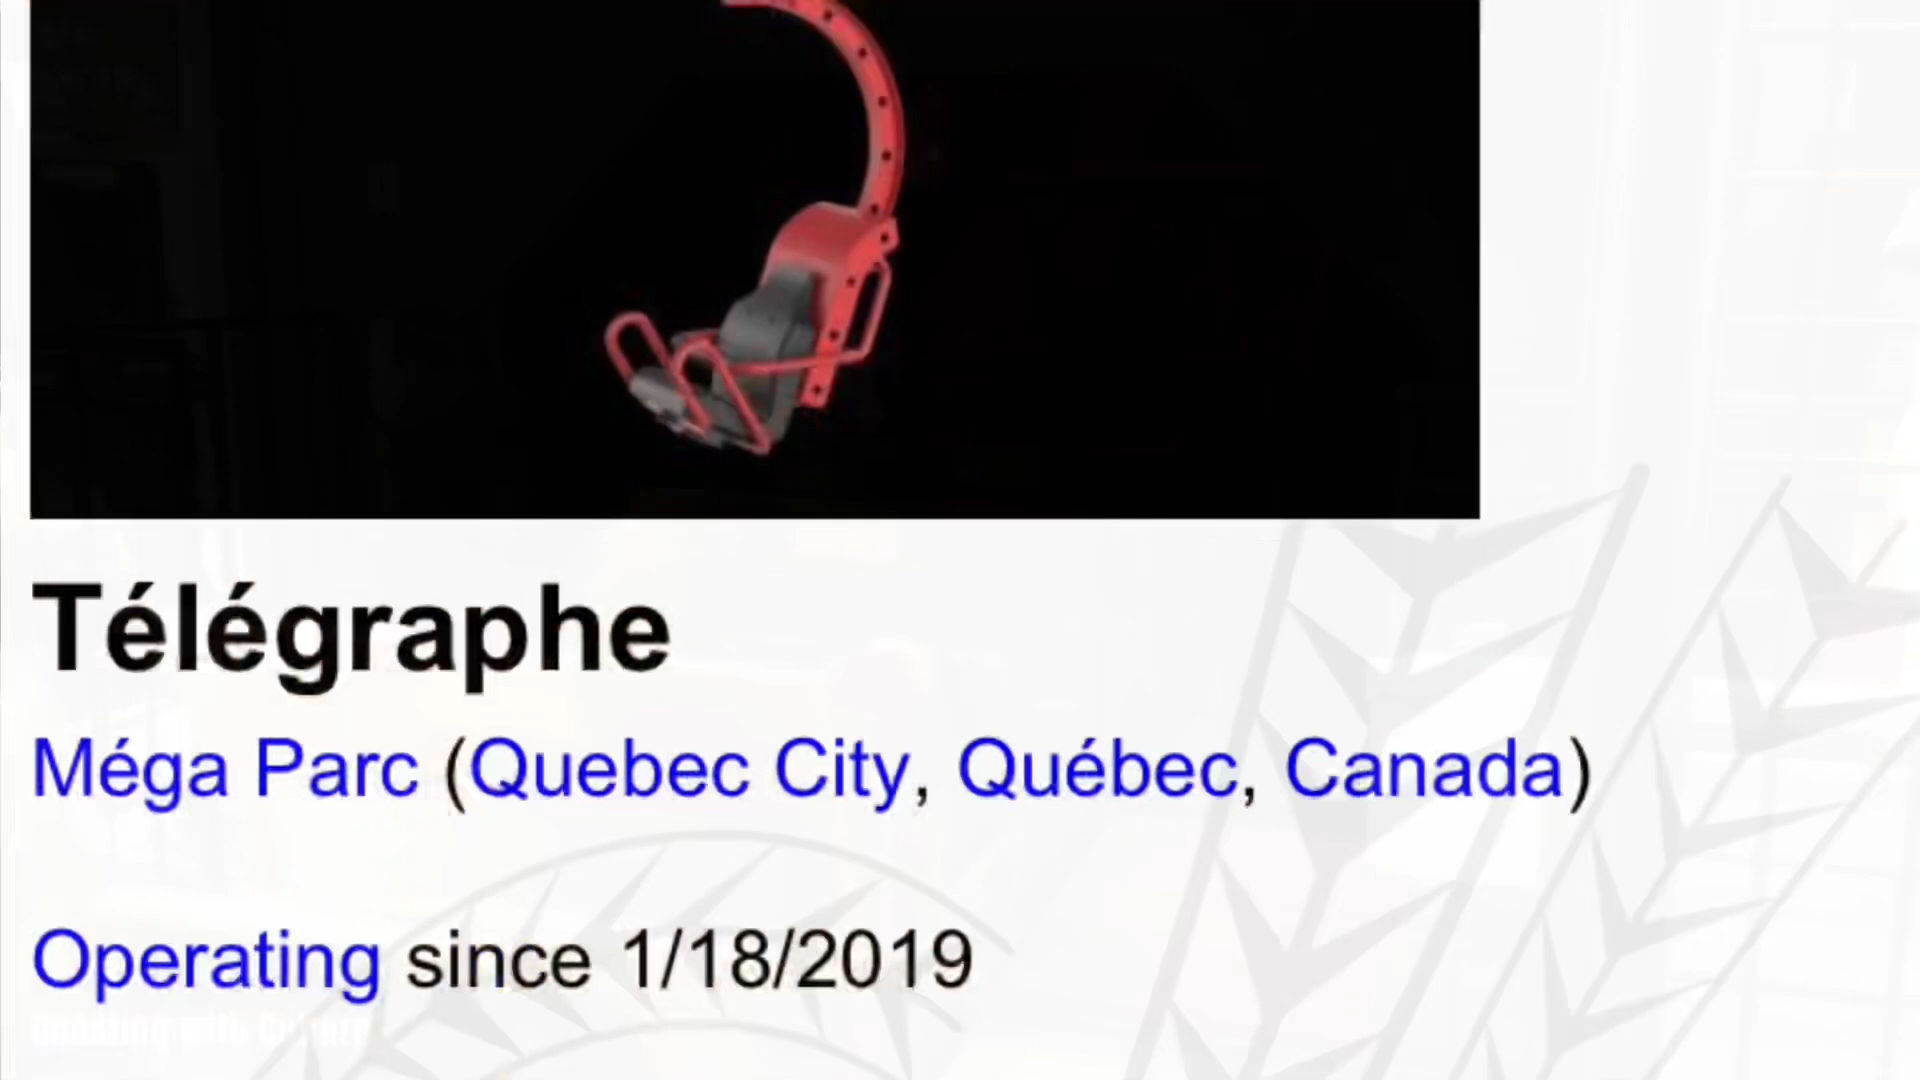 Télégraphe
Méga Parc (Quebec City, Québec, Canada)
Operating since 1/18/2019